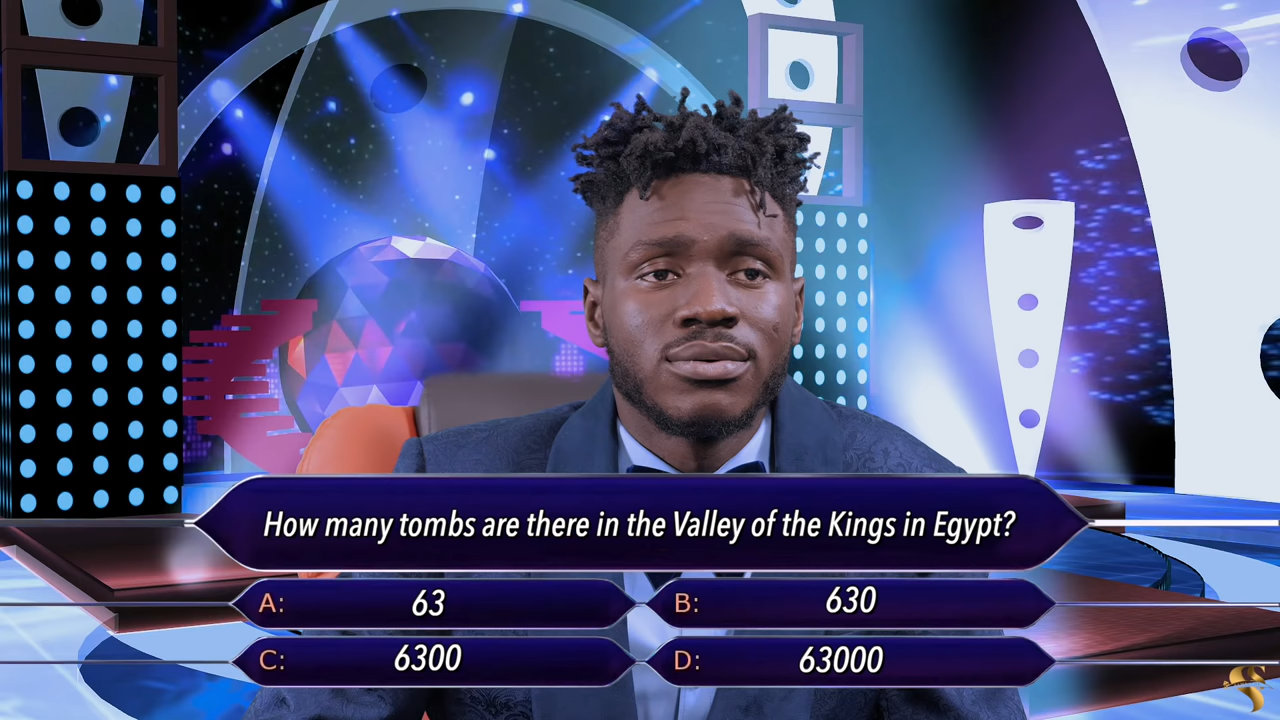 How many tombs are there in the Valley of the Kings in Egypt?
A: 63
B: 630
C: 6300
D: 63000